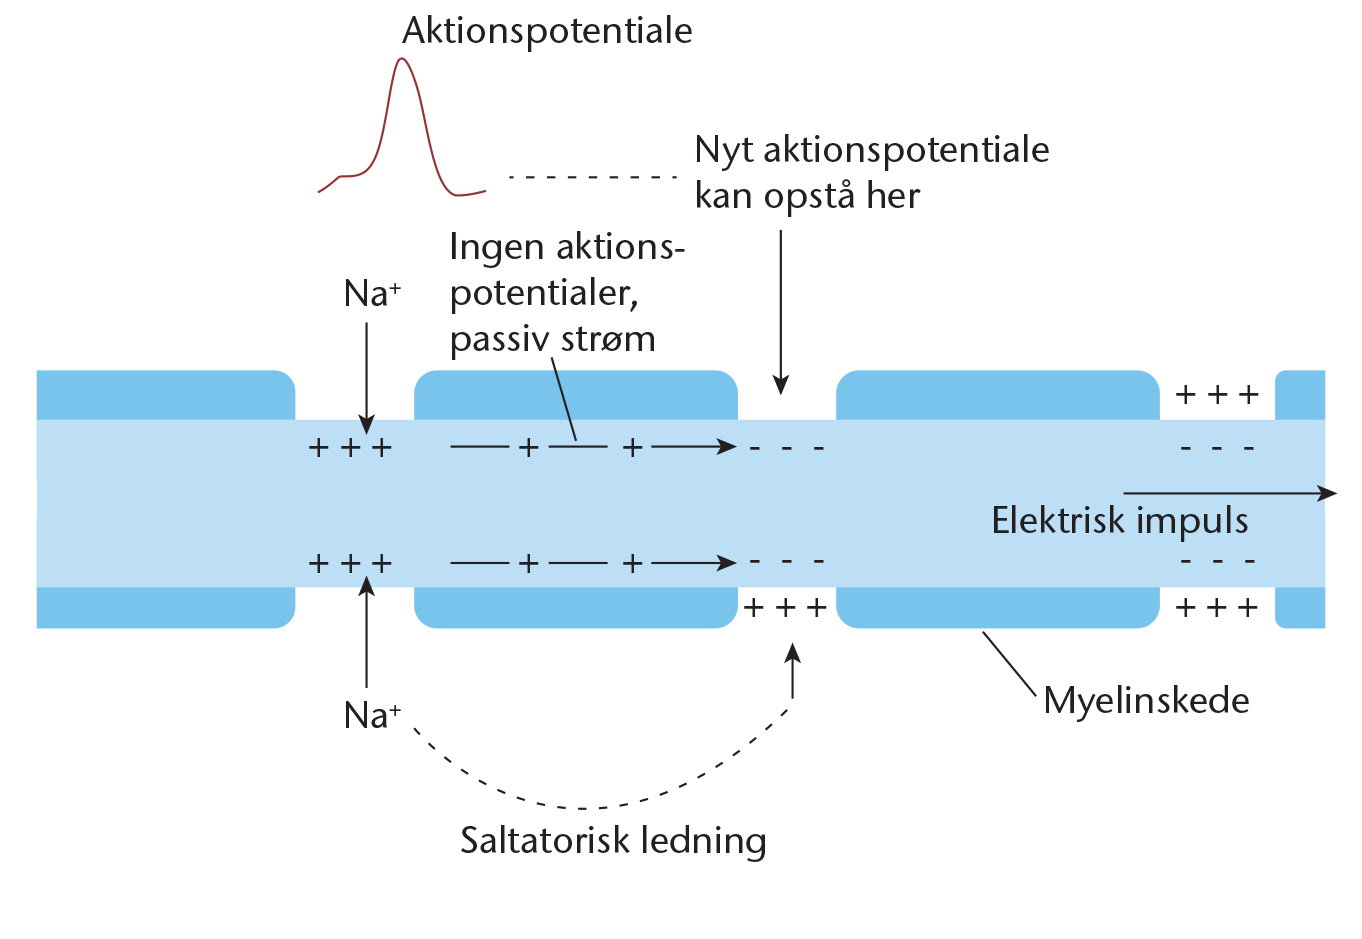 Aktionspotentiale
Nyt aktionspotentiale
kan opstå her
Ingen aktions-
potentialer,
passiv strøm
Na⁺
+ + +
+ + + + + - - - - - -
Elektrisk impuls
+ + + + + - - - - - -
+ + + + + +
Na⁺
Myelinskede
Saltatorisk ledning